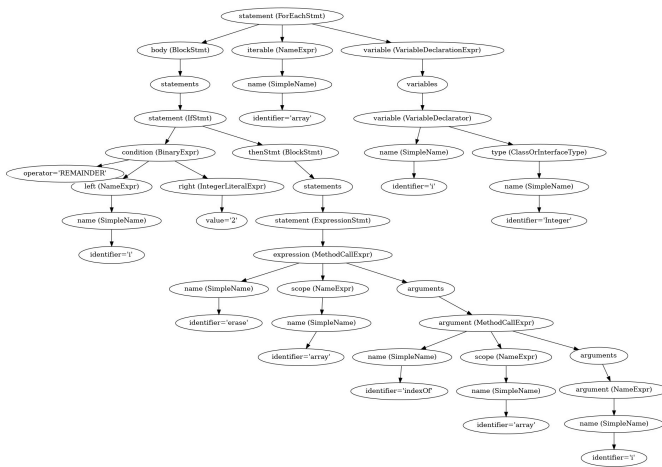 statement (ForEachStmt)
body (BlockStmt)
iterable (NameExpr)
variable (VariableDeclarationExpr)
statements
name (SimpleName)
variables
statement (IfStmt)
identifier='array'
variable (VariableDeclarator)
condition (BinaryExpr)
thenStmt (BlockStmt)
name (SimpleName)
type (ClassOrInterfaceType)
operator='REMAINDER'
left (NameExpr)
right (IntegerLiteralExpr)
statements
identifier='i'
name (SimpleName)
name (SimpleName)
value='2'
statement (ExpressionStmt)
identifier='Integer'
identifier='i'
expression (MethodCallExpr)
name (SimpleName)
scope (NameExpr)
arguments
identifier='erase'
name (SimpleName)
argument (MethodCallExpr)
identifier='array'
name (SimpleName)
scope (NameExpr)
arguments
identifier='indexOf'
name (SimpleName)
argument (NameExpr)
identifier='array'
name (SimpleName)
identifier='i'